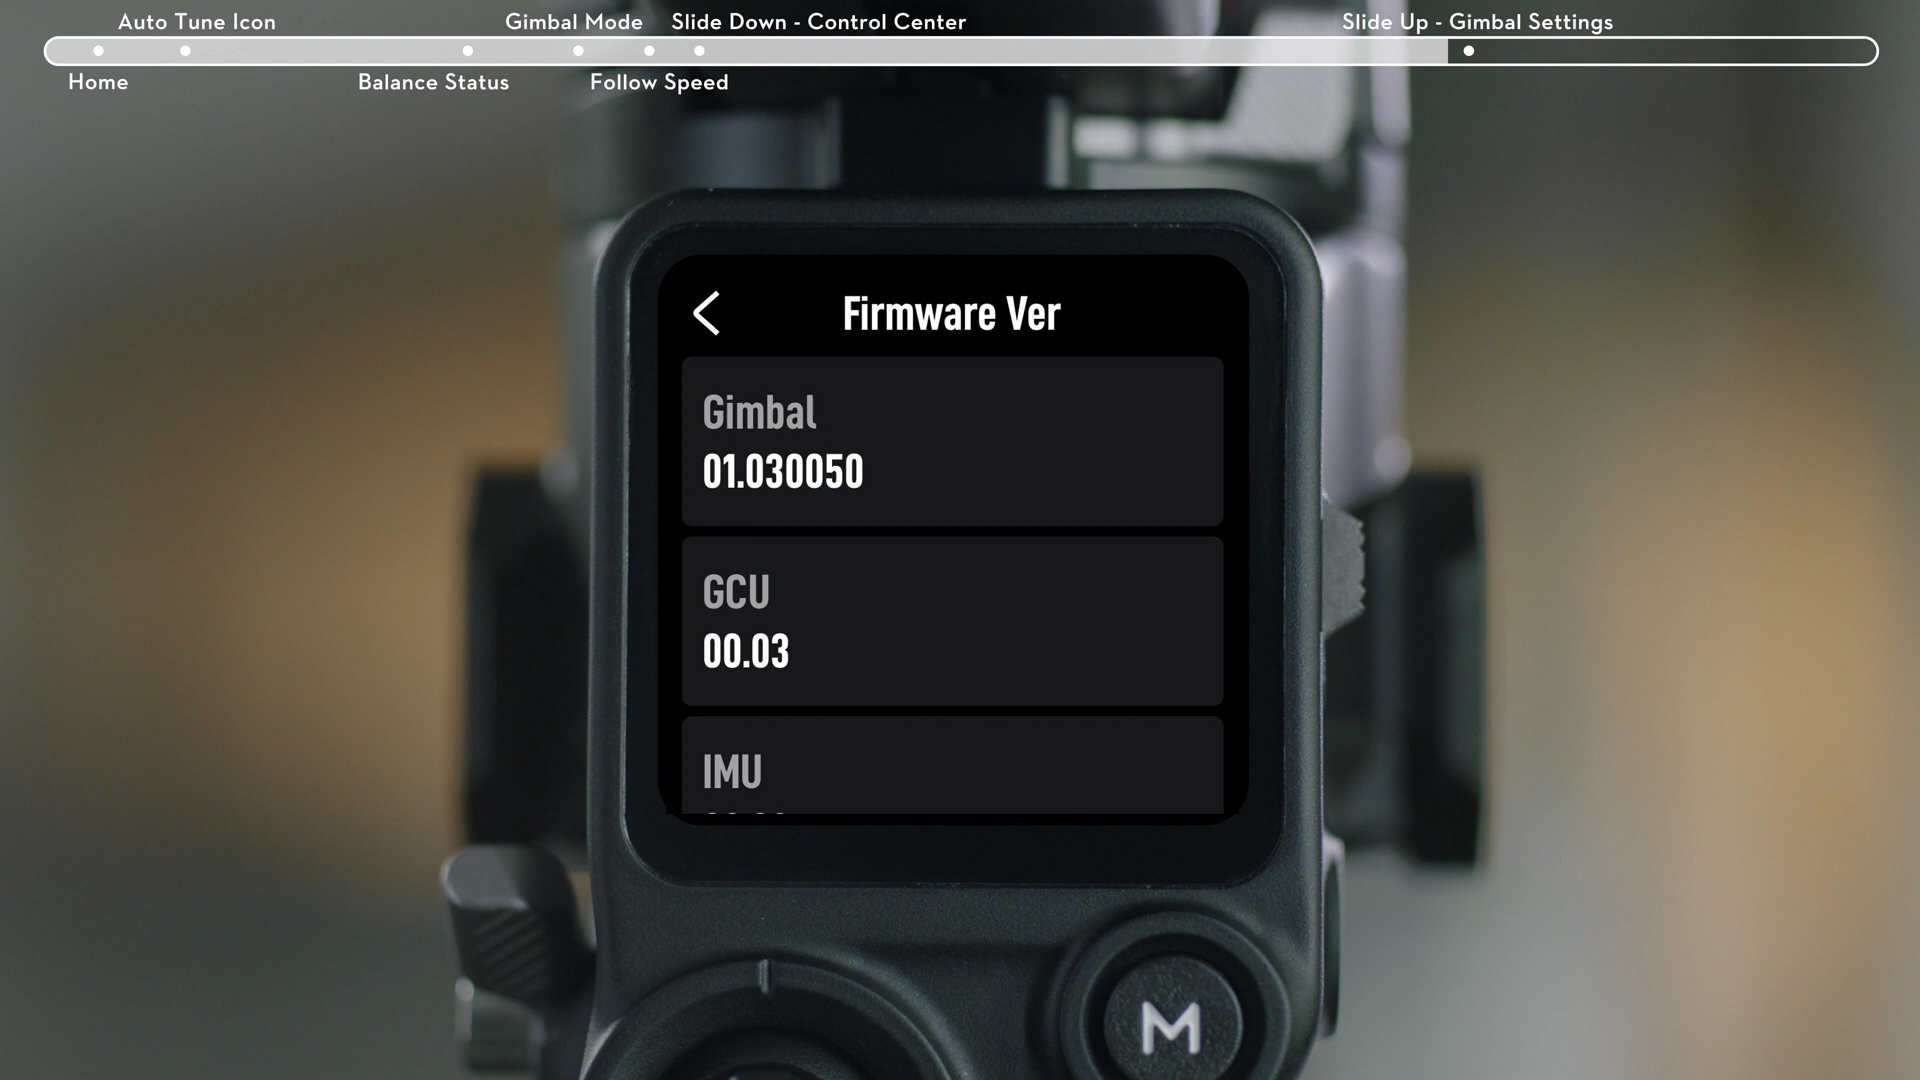 Auto Tune Icon
Gimbal Mode
Slide Down - Control Center
Slide Up - Gimbal Settings
Home
Balance Status
Follow Speed
Firmware Ver
Gimbal
01.030050
GCU
00.03
IMU
M